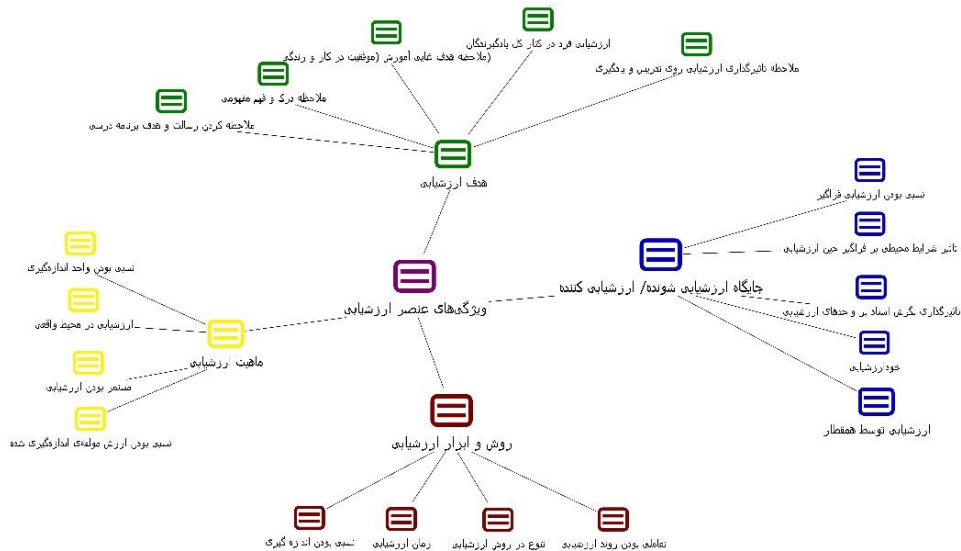 ارزشیابی فرد در کنار کل یادگیرندگان
(ملاحظه هدف غایی آموزش (موفقیت در کار و زندگی
ملاحظه تاثیرگذاری ارزشیابی روی تدریس و یادگیری
ملاحظه درک و فهم مفهومی
ملاحظه کردن رسالت و هدف برنامه درسی
هدف ارزشیابی
نسبی بودن ارزشیابی فراگیر
تاثیر شرایط محیطی بر فراگیر حین ارزشیابی
جایگاه ارزشیابی شونده/ ارزشیابی کننده
تاثیرگذاری نگرش استاد بر واحدهای ارزشیابی
خودارزشیابی
ارزشیابی توسط همقطار
ویژگی‌های عنصر ارزشیابی
نسبی بودن واحد اندازه‌گیری
ارزشیابی در محیط واقعی
ماهیت ارزشیابی
مستمر بودن ارزشیابی
نسبی بودن ارزش مولفه‌ی اندازه‌گیری شده
روش و ابزار ارزشیابی
تعاملی بودن روند ارزشیابی
تنوع در روش ارزشیابی
زمان ارزشیابی
نسبی بودن اندازه گیری